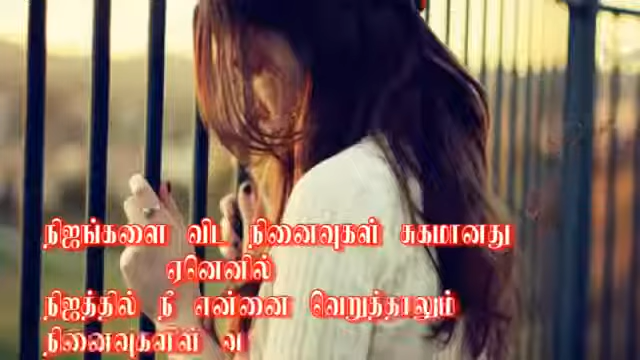 நிஜங்களை விட நினைவுகள் சுகமானது
ஏனெனில்
நிஜத்தில் நீ என்னை வெறுத்தாலும்
நினைவுகளில்